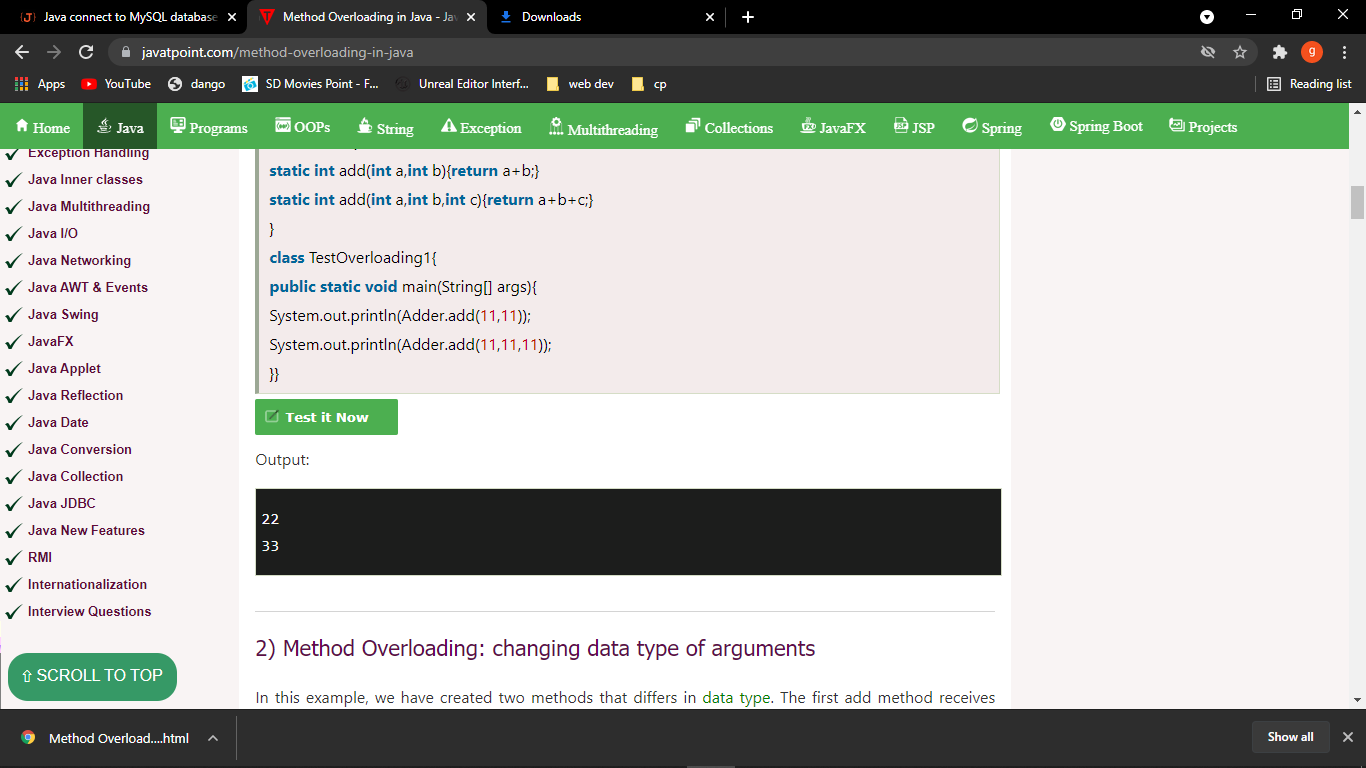 Java connect to MySQL database
Method Overloading in Java - Jav
Downloads
javatpoint.com/method-overloading-in-java
g
Apps
YouTube
dango
SD Movies Point - F...
Unreal Editor Interf...
web dev
cp
Reading list
Home
Java
Programs
OOPs
String
Exception
Multithreading
Collections
JavaFX
JSP
Spring
Spring Boot
Projects
Exception Handling
Java Inner classes
Java Multithreading
Java I/O
Java Networking
Java AWT & Events
Java Swing
JavaFX
Java Applet
Java Reflection
Java Date
Java Conversion
Java Collection
Java JDBC
Java New Features
RMI
Internationalization
Interview Questions
⇧ SCROLL TO TOP
static int add(int a,int b){return a+b;}
static int add(int a,int b,int c){return a+b+c;}
}
class TestOverloading1{
public static void main(String[] args){
System.out.println(Adder.add(11,11));
System.out.println(Adder.add(11,11,11));
}}
Test it Now
Output:
22
33
2) Method Overloading: changing data type of arguments
In this example, we have created two methods that differs in data type. The first add method receives
Method Overload....html
Show all